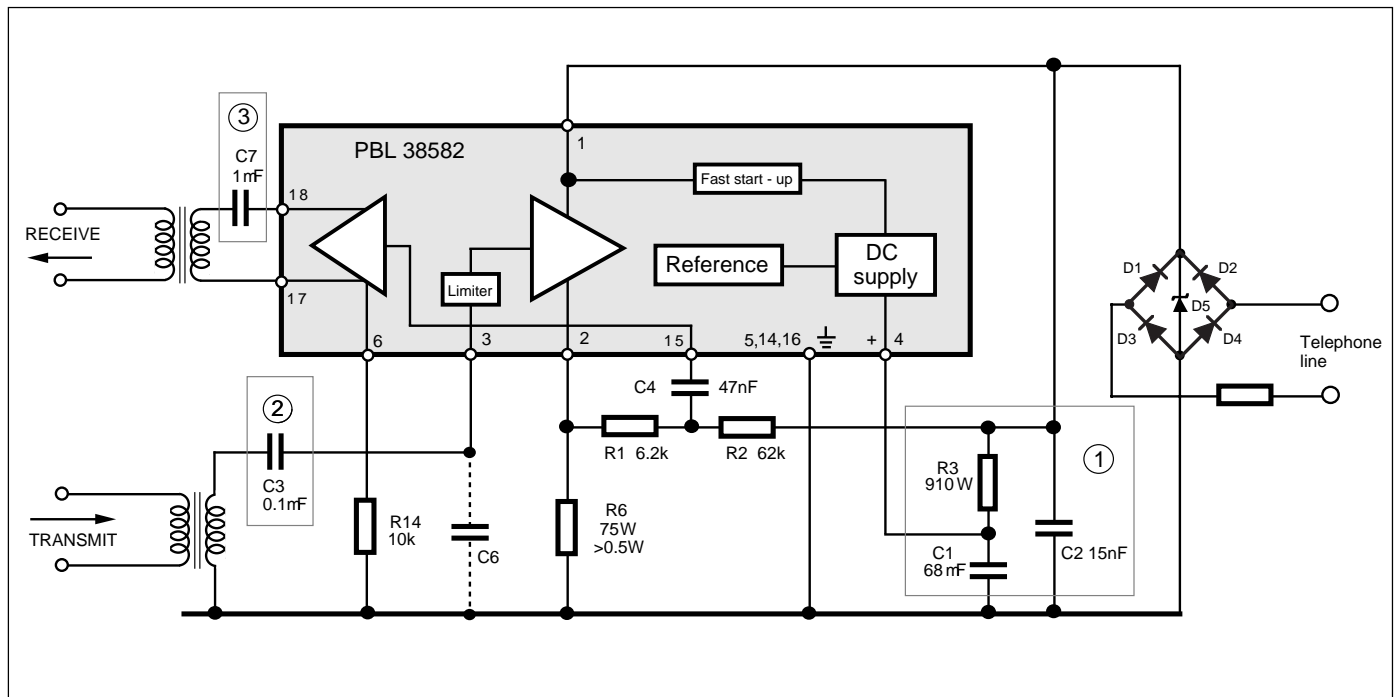 3
C7
1mF
PBL 38582
1
18
17
RECEIVE
Fast start - up
Reference
DC
supply
Limiter
6
3
2
15
5,14,16
+
4
D1
D2
D5
D3
D4
Telephone
line
2
C3
0.1mF
TRANSMIT
R14
10k
C6
C4
47nF
R1 6.2k
R2 62k
R6
75W
>0.5W
1
R3
910W
C1
68mF
C2 15nF